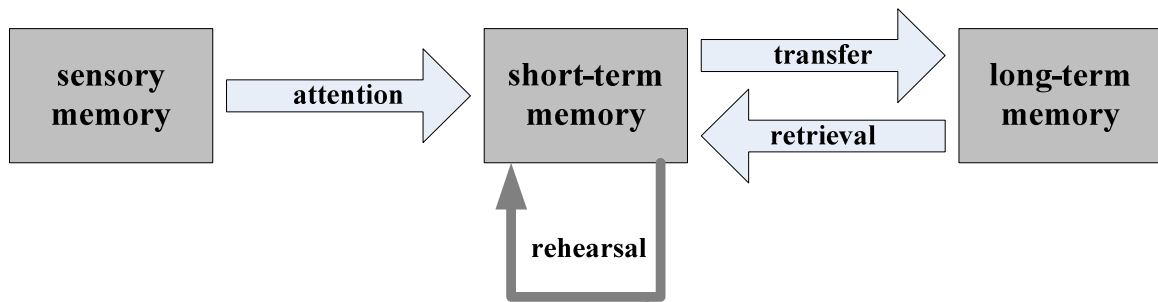 sensory
memory
attention
short-term
memory
transfer
retrieval
long-term
memory
rehearsal